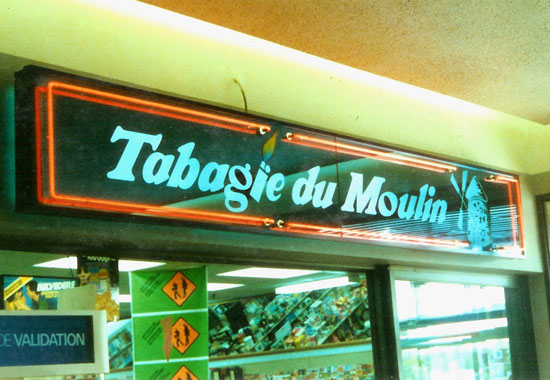 Tabagie du Moulin
BELVEDERE
DE VALIDATION